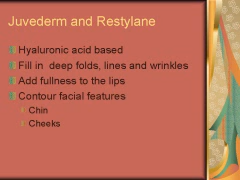 Juvederm and Restylane
Hyaluronic acid based
Fill in deep folds, lines and wrinkles
Add fullness to the lips
Contour facial features
Chin
Cheeks